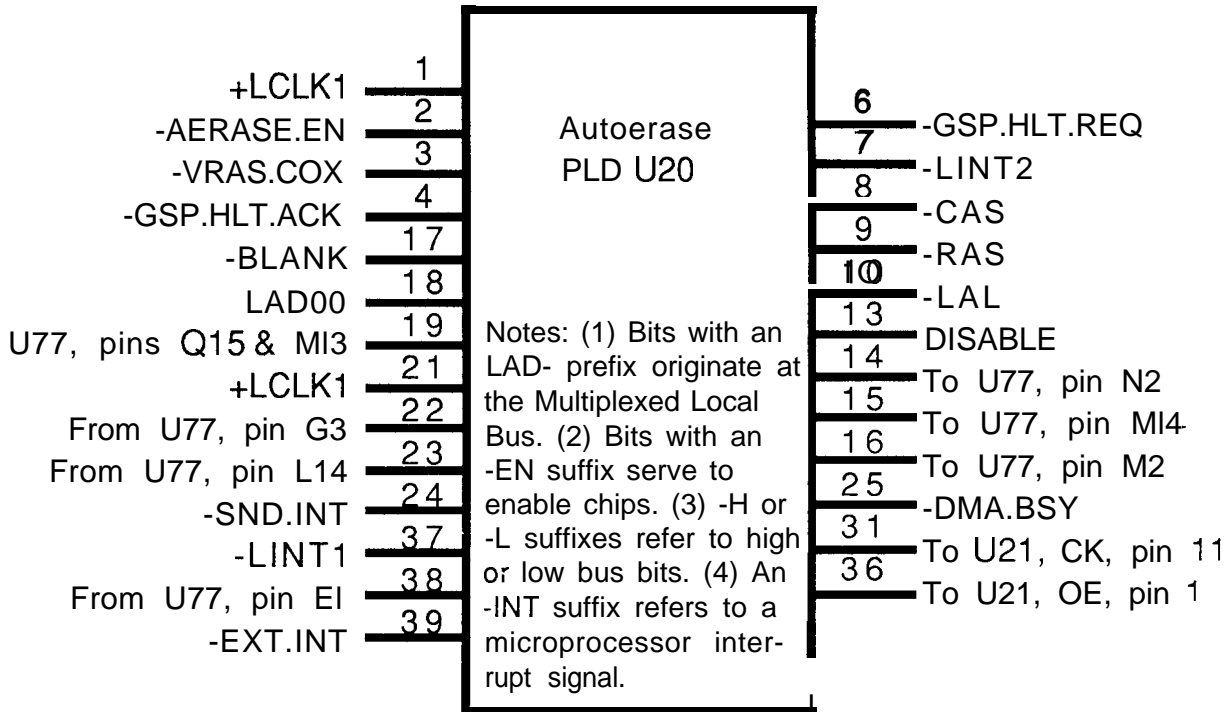 1
+LCLK1
2
-AERASE.EN
3
-VRAS.COX
4
-GSP.HLT.ACK
17
-BLANK
18
LAD00
19
U77, pins Q15 & MI3
21
+LCLK1
22
From U77, pin G3
23
From U77, pin L14
24
-SND.INT
37
-LINT1
38
From U77, pin EI
39
-EXT.INT
Autoerase
PLD U20
Notes: (1) Bits with an
LAD- prefix originate at
the Multiplexed Local
Bus. (2) Bits with an
-EN suffix serve to
enable chips. (3) -H or
-L suffixes refer to high
or low bus bits. (4) An
-INT suffix refers to a
microprocessor inter-
rupt signal.
6
-GSP.HLT.REQ
7
-LINT2
8
-CAS
9
-RAS
10
-LAL
13
DISABLE
14
To U77, pin N2
15
To U77, pin MI4
16
To U77, pin M2
25
-DMA.BSY
31
To U21, CK, pin 11
36
To U21, OE, pin 1